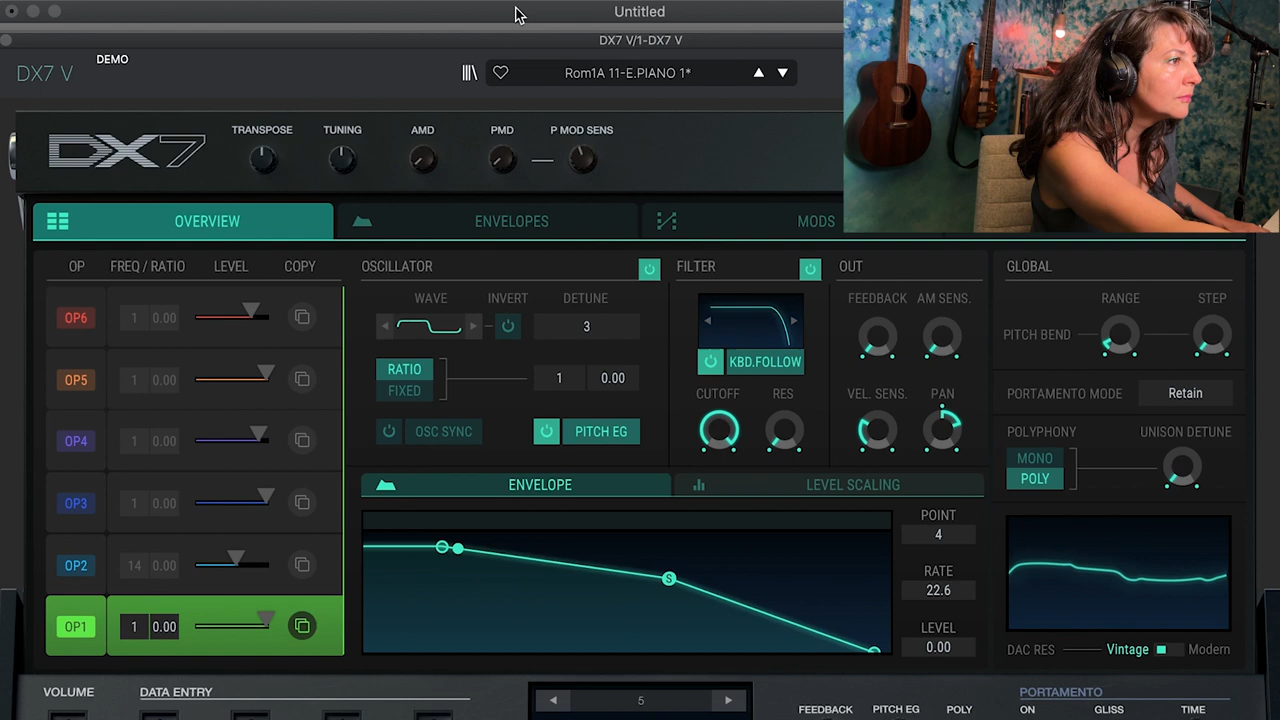 Untitled
DX7 V/1-DX7 V
DX7 V
DEMO
Rom1A 11-E.PIANO 1*
DX7
TRANSPOSE TUNING AMD PMD P MOD SENS
OVERVIEW ENVELOPES MODS
OP FREQ / RATIO LEVEL COPY
OP6 1 0.00
OP5 1 0.00
OP4 1 0.00
OP3 1 0.00
OP2 14 0.00
OP1 1 0.00
OSCILLATOR
WAVE INVERT DETUNE
3
RATIO
FIXED
1 0.00
OSC SYNC PITCH EG
FILTER
KBD.FOLLOW
CUTOFF RES
OUT
FEEDBACK AM SENS.
VEL. SENS. PAN
GLOBAL
RANGE STEP
PITCH BEND
PORTAMENTO MODE Retain
POLYPHONY UNISON DETUNE
MONO
POLY
ENVELOPE LEVEL SCALING
S
POINT
4
RATE
22.6
LEVEL
0.00
DAC RES Vintage Modern
VOLUME DATA ENTRY
5
FEEDBACK PITCH EG POLY
PORTAMENTO
ON GLISS TIME